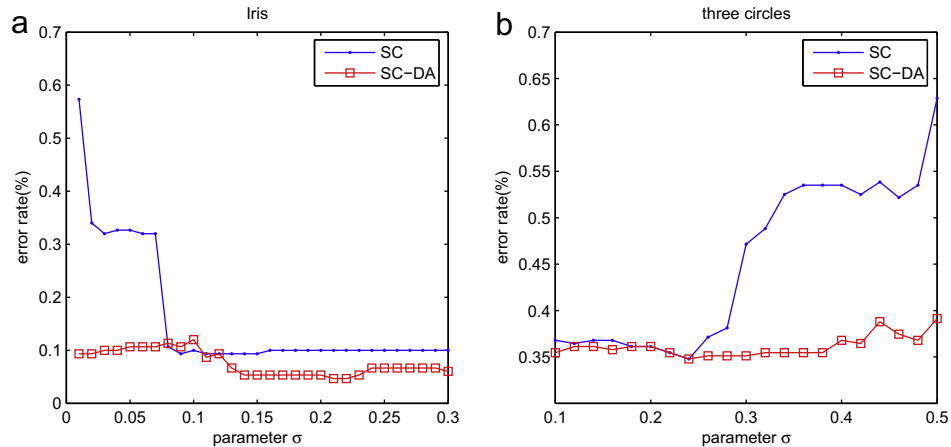 a
Iris
0.7
0.6
0.5
0.4
0.3
0.2
0.1
0
error rate(%)
SC
SC-DA
0 0.05 0.1 0.15 0.2 0.25 0.3
parameter σ
b
three circles
0.7
0.65
0.6
0.55
0.5
0.45
0.4
0.35
error rate(%)
SC
SC-DA
0.1 0.2 0.3 0.4 0.5
parameter σ